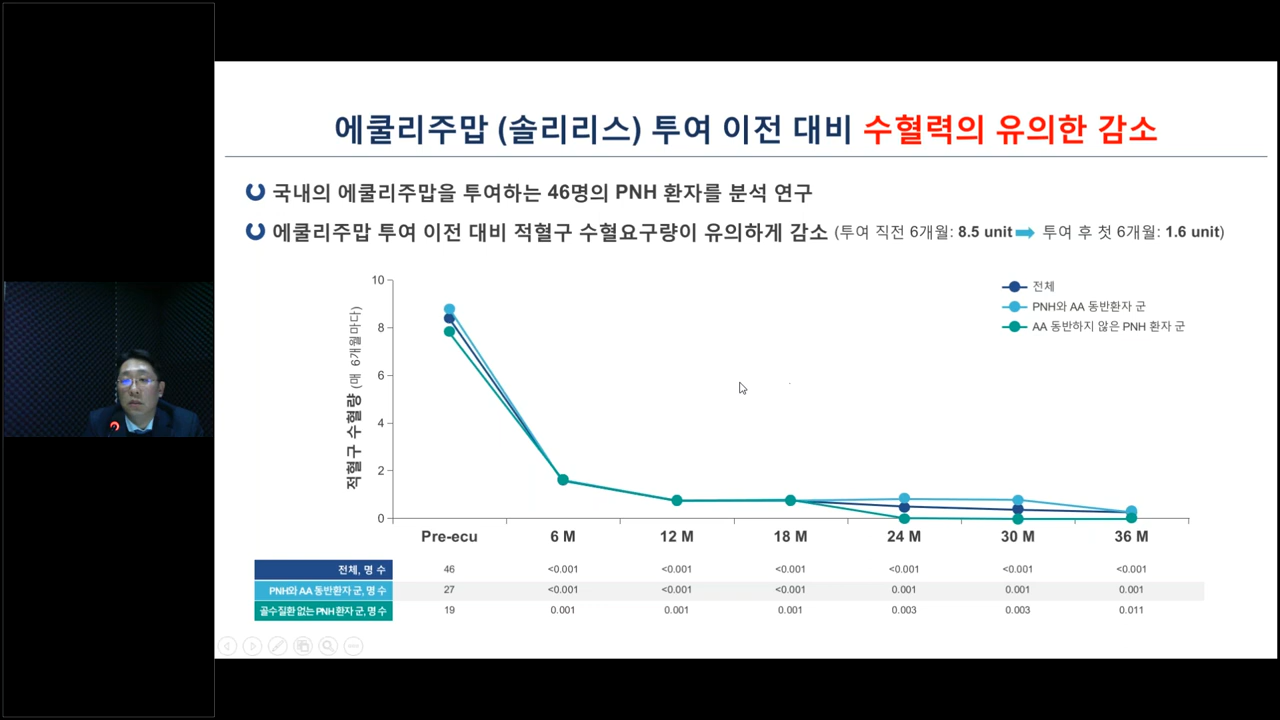 에쿨리주맙 (솔리리스) 투여 이전 대비 수혈력의 유의한 감소
국내의 에쿨리주맙을 투여하는 46명의 PNH 환자를 분석 연구
에쿨리주맙 투여 이전 대비 적혈구 수혈요구량이 유의하게 감소 (투여 직전 6개월: 8.5 unit 투여 후 첫 6개월: 1.6 unit)
적혈구 수혈량 (매 6개월마다)
10
8
6
4
2
0
전체
PNH와 AA 동반환자 군
AA 동반하지 않은 PNH 환자 군
Pre-ecu 6 M 12 M 18 M 24 M 30 M 36 M
전체, 명 수 46 <0.001 <0.001 <0.001 <0.001 <0.001 <0.001
PNH와 AA 동반환자 군, 명 수 27 <0.001 <0.001 <0.001 0.001 0.001 0.001
골수질환 없는 PNH 환자 군, 명 수 19 0.001 0.001 0.001 0.003 0.003 0.011